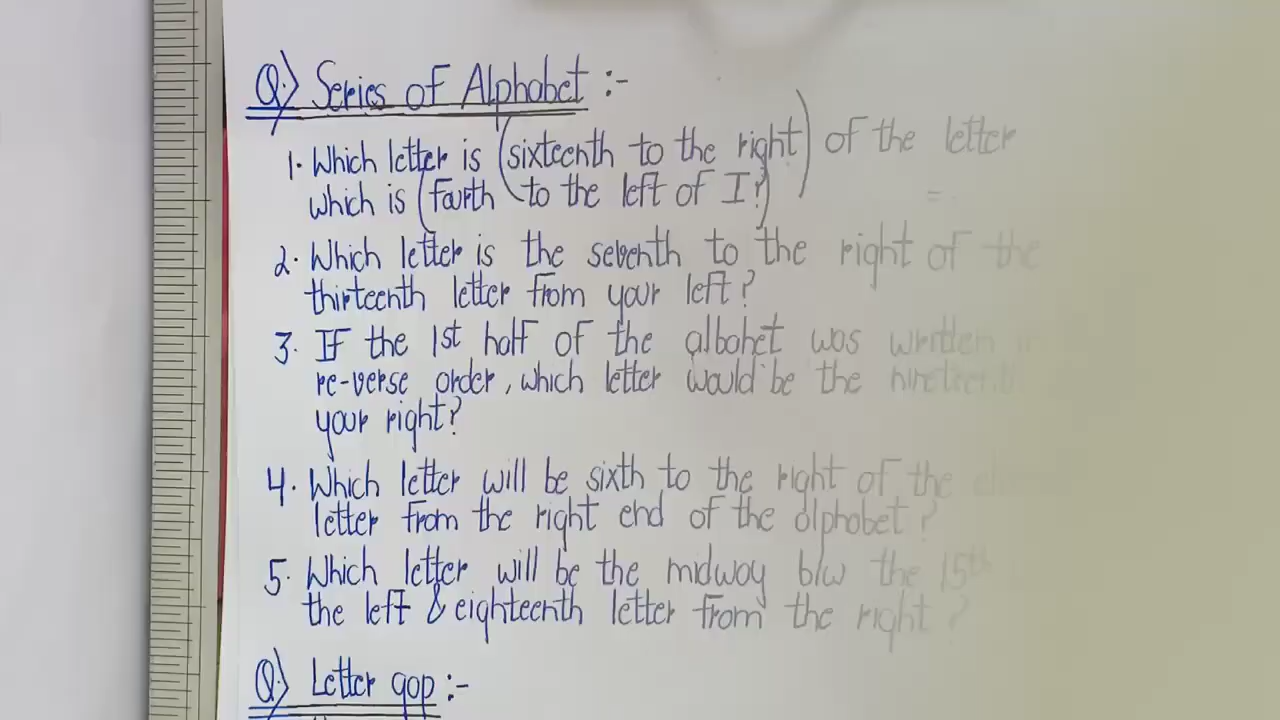 Q.) Series of Alphabet :-
1. Which letter is (sixteenth to the right) of the letter
which is (fourth to the left of I?)
2. Which letter is the seventh to the right of the
thirteenth letter from your left?
3. If the 1st half of the albahet was written
re-verse order, which letter would be the
your right?
4. Which letter will be sixth to the right of the
letter from the right end of the alphabet?
5. Which letter will be the midway b/w the 15th
the left & eighteenth letter from the right?
Q.) Letter gap :-